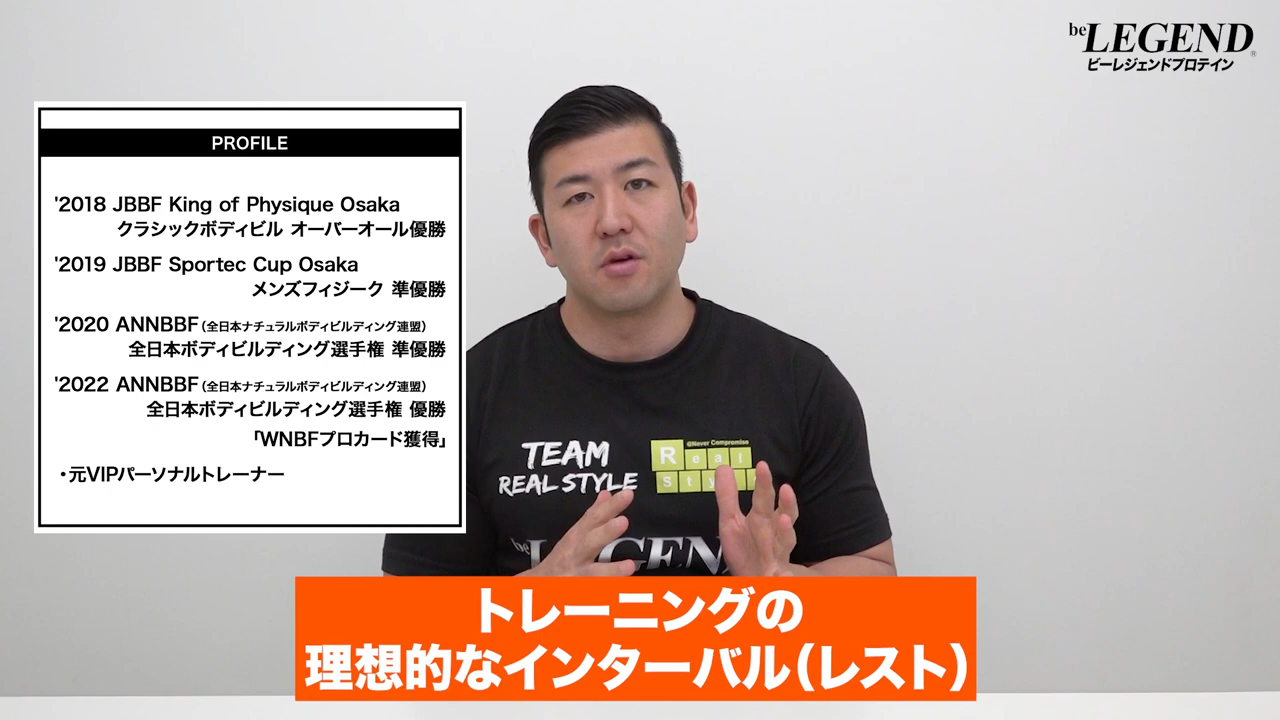 beLEGEND®
ビーレジェンドプロテイン
PROFILE
'2018 JBBF King of Physique Osaka
クラシックボディビル オーバーオール優勝
'2019 JBBF Sportec Cup Osaka
メンズフィジーク 準優勝
'2020 ANNBBF（全日本ナチュラルボディビルディング連盟）
全日本ボディビルディング選手権 準優勝
'2022 ANNBBF（全日本ナチュラルボディビルディング連盟）
全日本ボディビルディング選手権 優勝
「WNBFプロカード獲得」
・元VIPパーソナルトレーナー
@Never Compromise
TEAM
REAL STYLE
Real
Sty
beLEGEND
トレーニングの
理想的なインターバル（レスト）